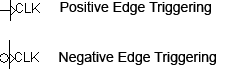 CLK Positive Edge Triggering
CLK Negative Edge Triggering